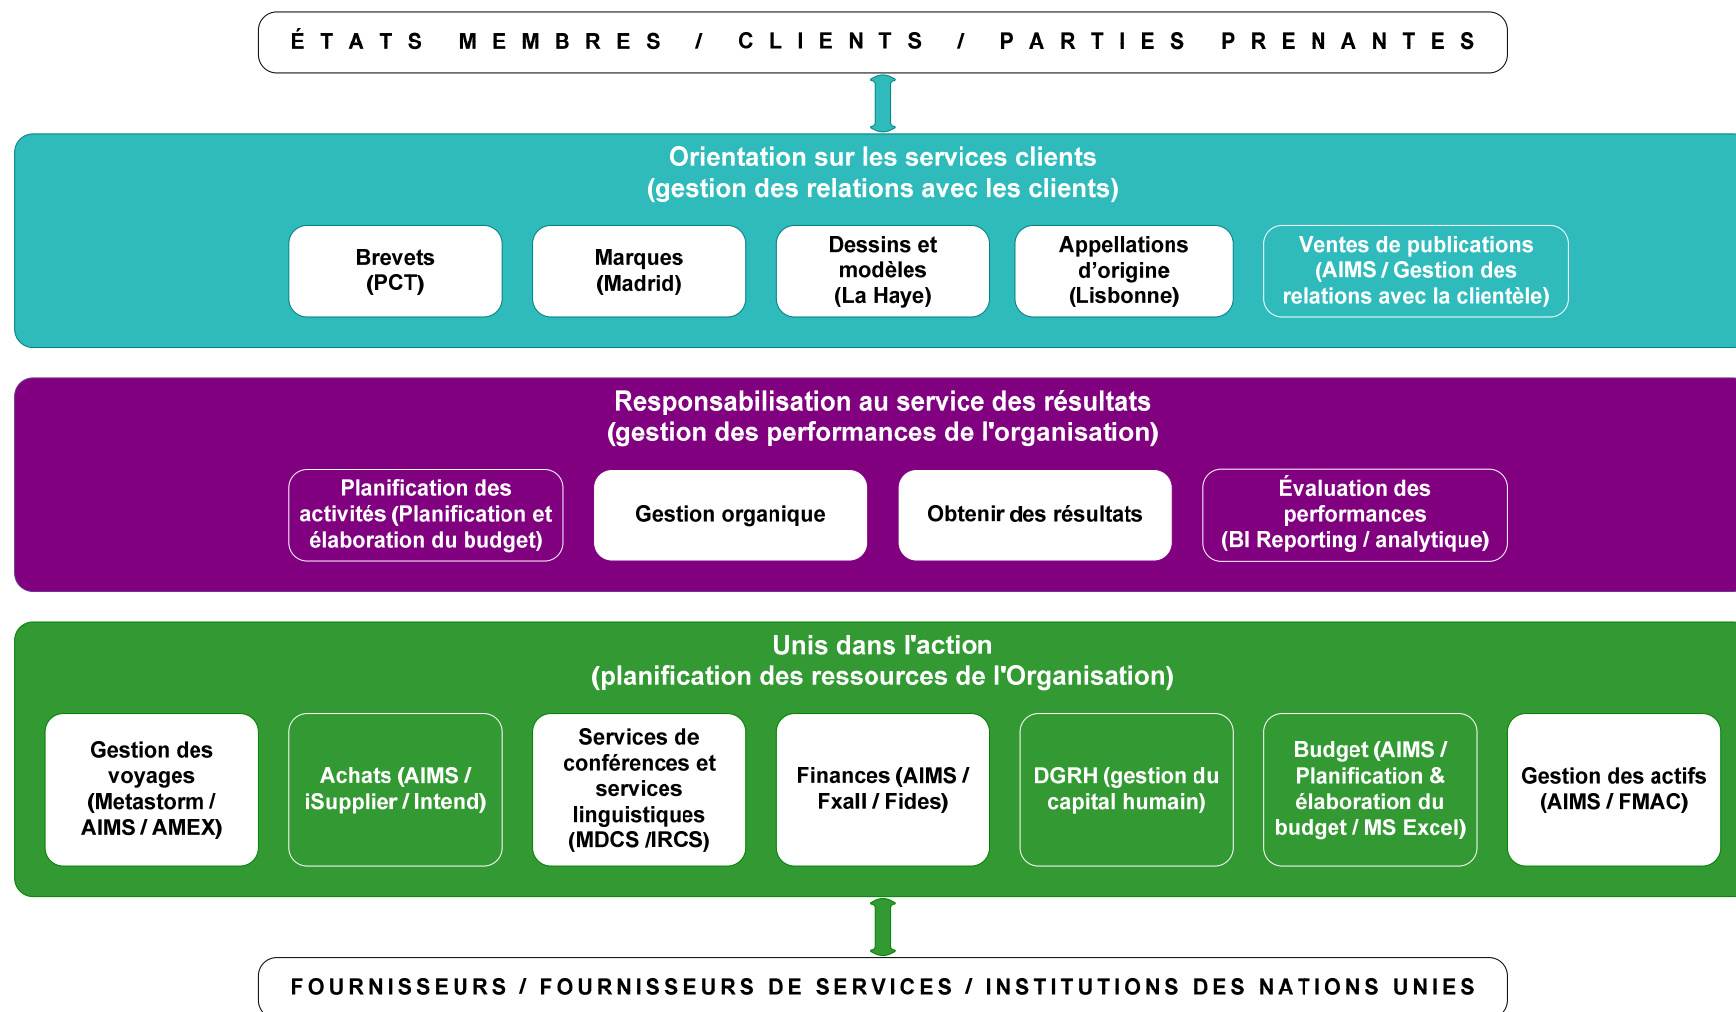 ÉTATS MEMBRES / CLIENTS / PARTIES PRENANTES
Orientation sur les services clients
(gestion des relations avec les clients)
Brevets
(PCT)
Marques
(Madrid)
Dessins et
modèles
(La Haye)
Appellations
d’origine
(Lisbonne)
Ventes de publications
(AIMS / Gestion des
relations avec la clientèle)
Responsabilisation au service des résultats
(gestion des performances de l'organisation)
Planification des
activités (Planification et
élaboration du budget)
Gestion organique
Obtenir des résultats
Évaluation des
performances
(BI Reporting / analytique)
Unis dans l'action
(planification des ressources de l'Organisation)
Gestion des
voyages
(Metastorm /
AIMS / AMEX)
Achats (AIMS /
iSupplier / Intend)
Services de
conférences et
services
linguistiques
(MDCS /IRCS)
Finances (AIMS /
Fxall / Fides)
DGRH (gestion du
capital humain)
Budget (AIMS /
Planification &
élaboration du
budget / MS Excel)
Gestion des actifs
(AIMS / FMAC)
FOURNISSEURS / FOURNISSEURS DE SERVICES / INSTITUTIONS DES NATIONS UNIES